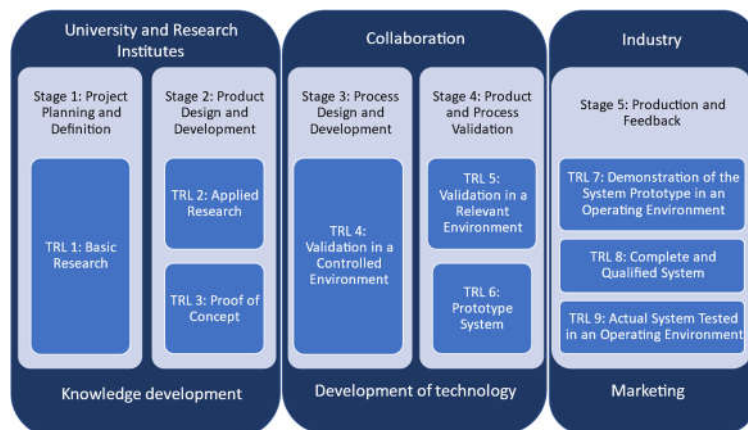 University and Research
Institutes
Stage 1: Project
Planning and
Definition
TRL 1: Basic
Research
Stage 2: Product
Design and
Development
TRL 2: Applied
Research
TRL 3: Proof of
Concept
Knowledge development
Collaboration
Stage 3: Process
Design and
Development
TRL 4:
Validation in a
Controlled
Environment
Stage 4: Product
and Process
Validation
TRL 5:
Validation in a
Relevant
Environment
TRL 6:
Prototype
System
Development of technology
Industry
Stage 5: Production and
Feedback
TRL 7: Demonstration of the
System Prototype in an
Operating Environment
TRL 8: Complete and
Qualified System
TRL 9: Actual System Tested
in an Operating Environment
Marketing